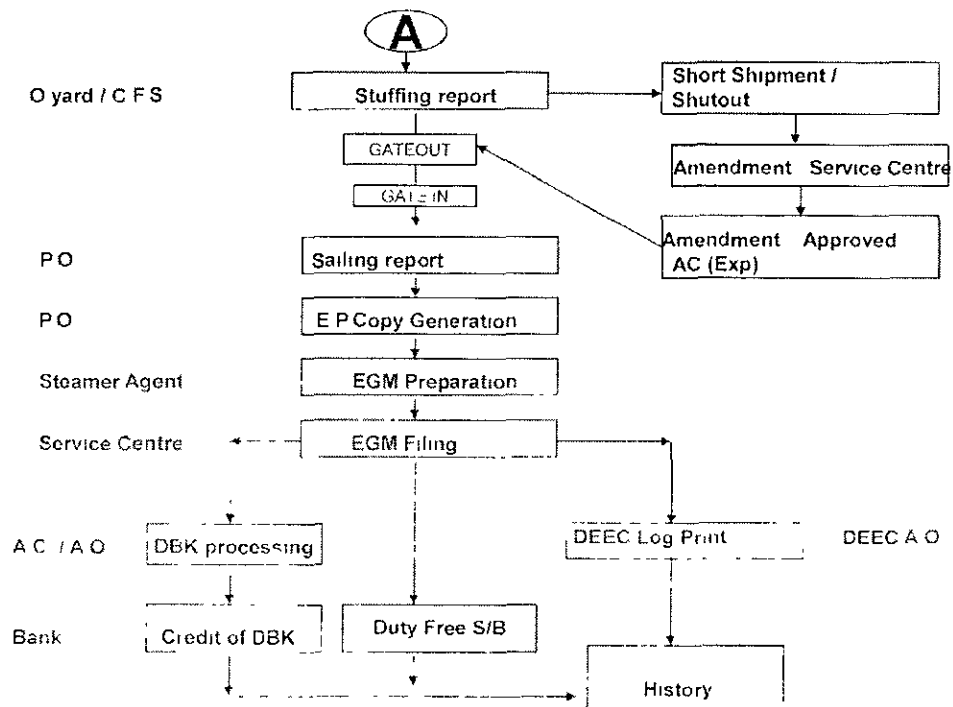 A
O yard / C F S
Stuffing report
Short Shipment /
Shutout
GATEOUT
Amendment Service Centre
GATE IN
Amendment Approved
AC (Exp)
P O
Sailing report
P O
E P Copy Generation
Steamer Agent
EGM Preparation
Service Centre
EGM Filing
A C / A O
DBK processing
DEEC Log Print
DEEC A O
Bank
Credit of DBK
Duty Free S/B
History